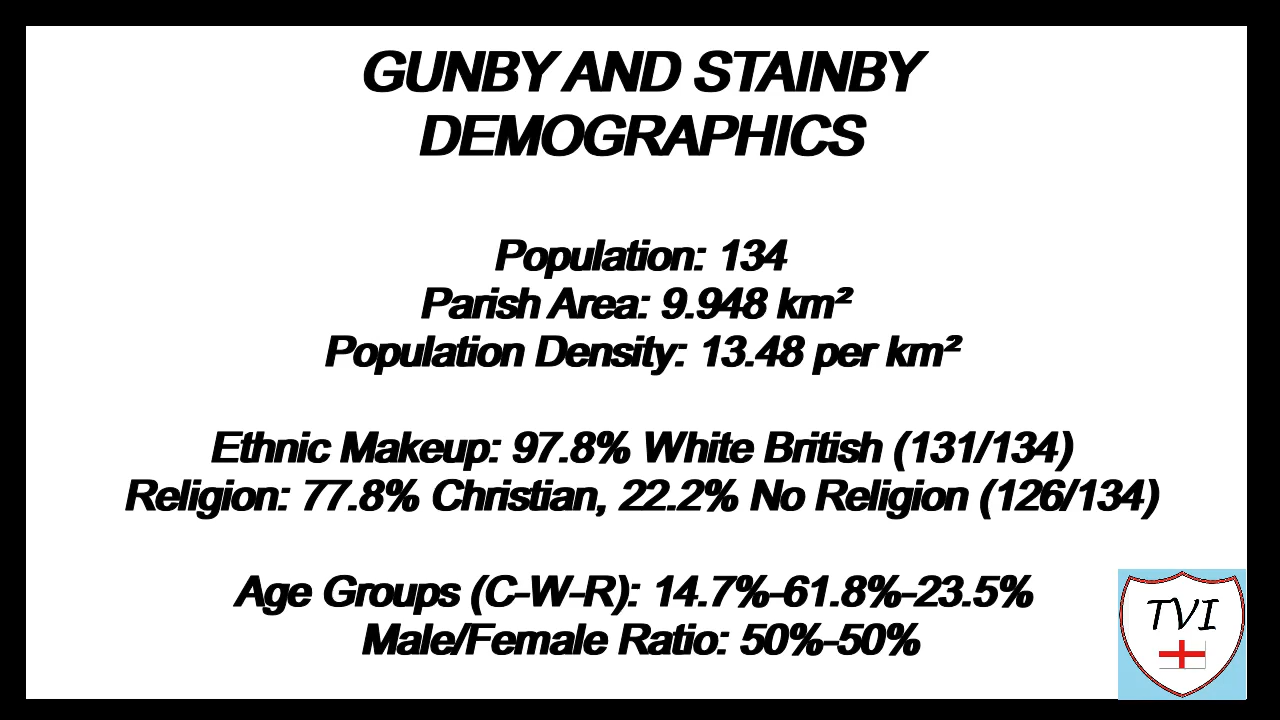 GUNBY AND STAINBY
DEMOGRAPHICS
Population: 134
Parish Area: 9.948 km²
Population Density: 13.48 per km²
Ethnic Makeup: 97.8% White British (131/134)
Religion: 77.8% Christian, 22.2% No Religion (126/134)
Age Groups (C-W-R): 14.7%-61.8%-23.5%
Male/Female Ratio: 50%-50%
TVI